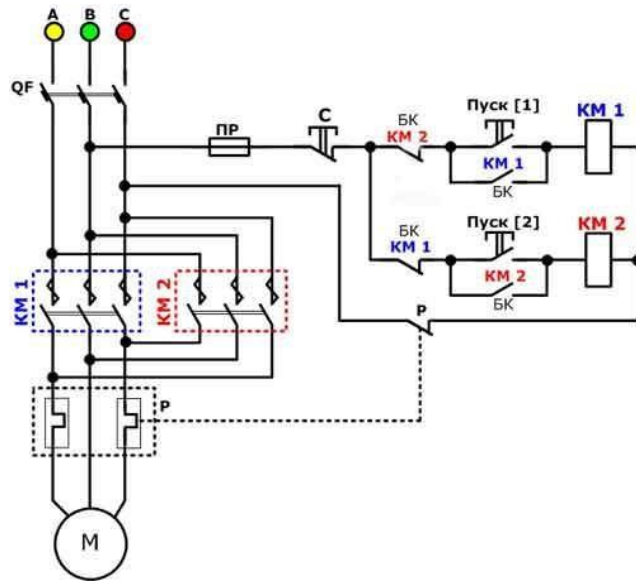 A B C
QF
ПР
С
БК
КМ 2
Пуск [1]
КМ 1
КМ 1
БК
БК
КМ 1
Пуск [2]
КМ 2
КМ 2
БК
КМ 1
КМ 2
Р
Р
М